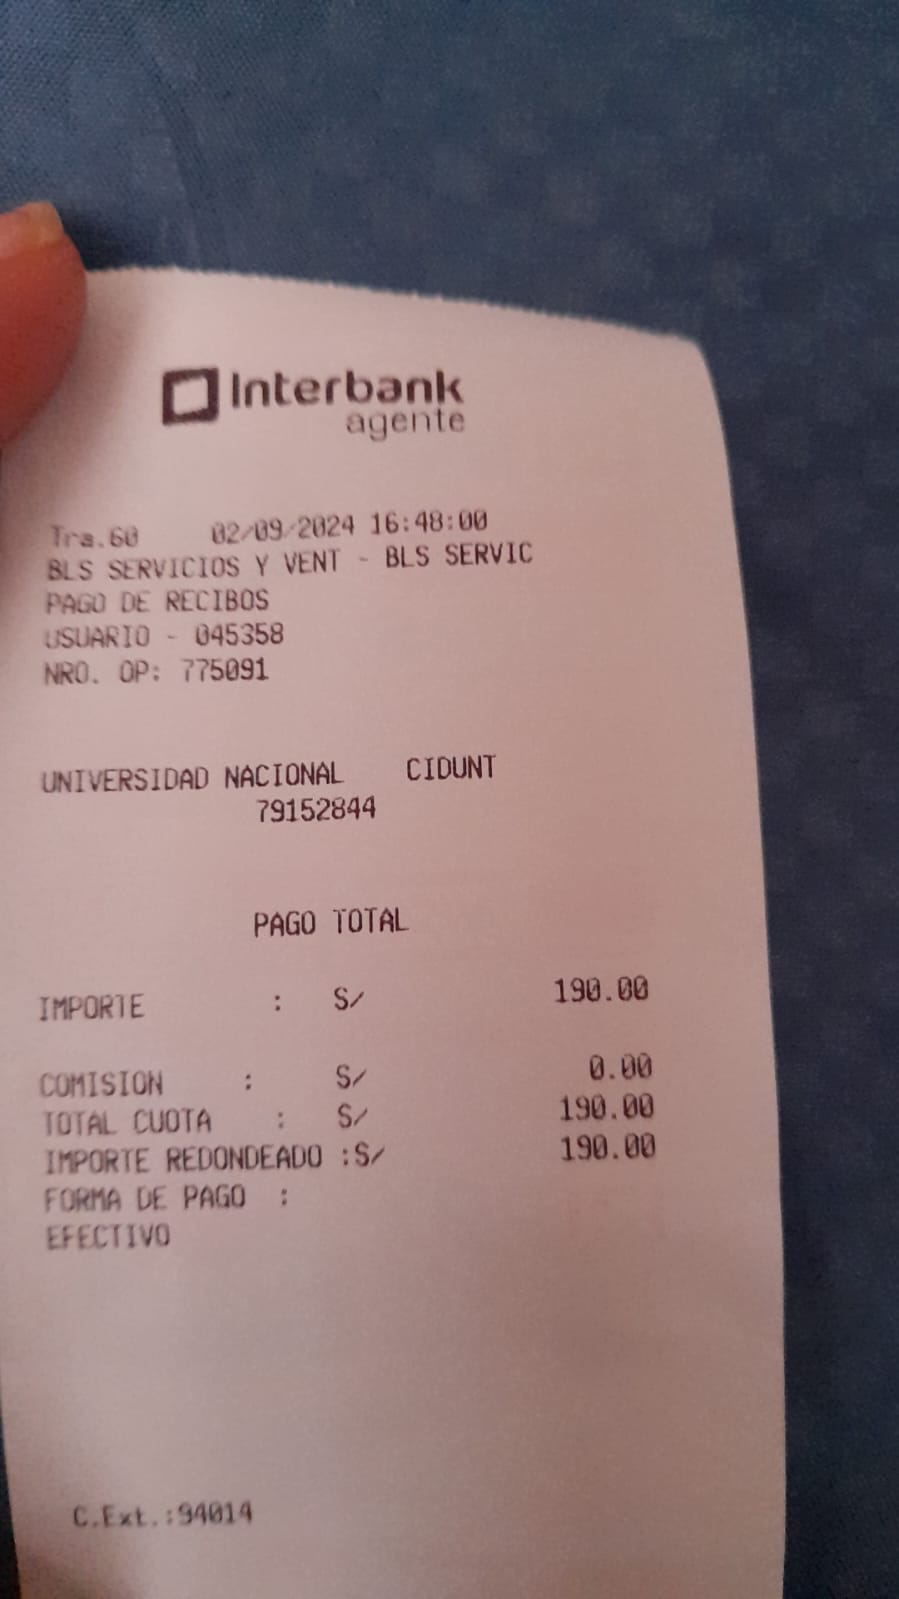 Interbank
agente
Tra.60 02/09/2024 16:48:00
BLS SERVICIOS Y VENT - BLS SERVIC
PAGO DE RECIBOS
USUARIO - 045358
NRO. OP: 775091
UNIVERSIDAD NACIONAL CIDUNT
79152844
PAGO TOTAL
IMPORTE : S/ 190.00
COMISION : S/ 0.00
TOTAL CUOTA : S/ 190.00
IMPORTE REDONDEADO :S/ 190.00
FORMA DE PAGO :
EFECTIVO
C.Ext.:94014